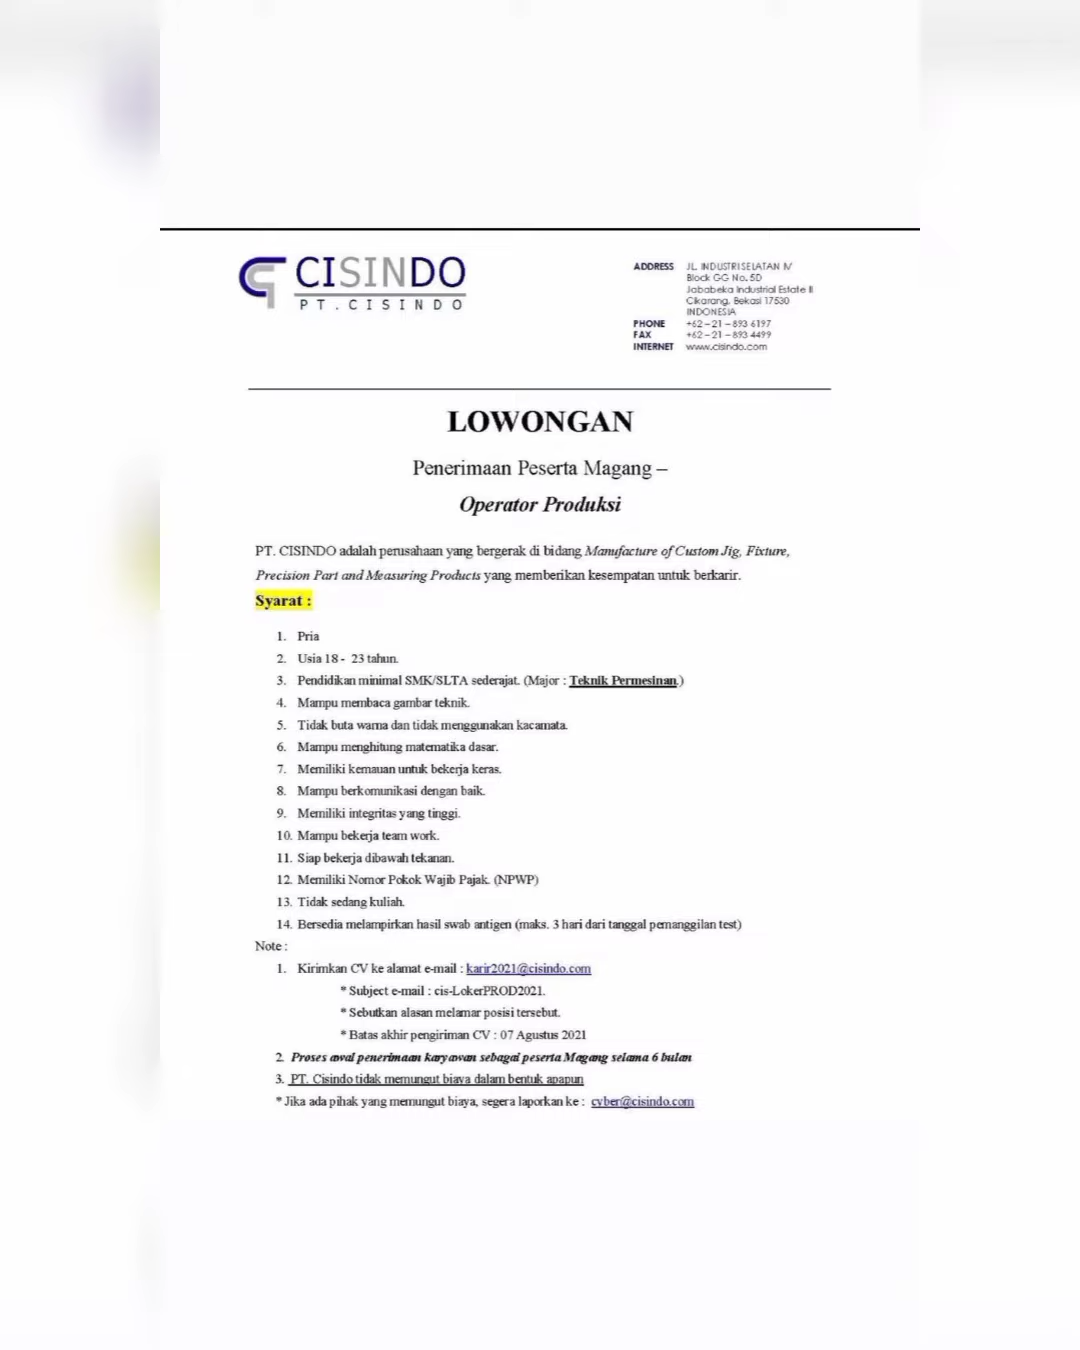 CISINDO
PT.CISINDO
ADDRESS JL. INDUSTRI SELATAN IV
Block GG No. 5D
Jababeka Industrial Estate II
Cikarang, Bekasi 17530
INDONESIA
PHONE +62-21-893 6197
FAX +62-21-893 4499
INTERNET www.cisindo.com
LOWONGAN
Penerimaan Peserta Magang –
Operator Produksi
PT. CISINDO adalah perusahaan yang bergerak di bidang Manufacture of Custom Jig, Fixture,
Precision Part and Measuring Products yang memberikan kesempatan untuk berkarir.
Syarat :
1. Pria
2. Usia 18 - 23 tahun.
3. Pendidikan minimal SMK/SLTA sederajat. (Major : Teknik Permesinan.)
4. Mampu membaca gambar teknik.
5. Tidak buta warna dan tidak menggunakan kacamata.
6. Mampu menghitung matematika dasar.
7. Memiliki kemauan untuk bekerja keras.
8. Mampu berkomunikasi dengan baik.
9. Memiliki integritas yang tinggi.
10. Mampu bekerja team work.
11. Siap bekerja dibawah tekanan.
12. Memiliki Nomor Pokok Wajib Pajak. (NPWP)
13. Tidak sedang kuliah.
14. Bersedia melampirkan hasil swab antigen (maks. 3 hari dari tanggal pemanggilan test)
Note :
1. Kirimkan CV ke alamat e-mail : karir2021@cisindo.com
* Subject e-mail : cis-LokerPROD2021.
* Sebutkan alasan melamar posisi tersebut.
* Batas akhir pengiriman CV : 07 Agustus 2021
2. Proses awal penerimaan karyawan sebagai peserta Magang selama 6 bulan
3. PT. Cisindo tidak memungut biaya dalam bentuk apapun
* Jika ada pihak yang memungut biaya, segera laporkan ke : cyber@cisindo.com